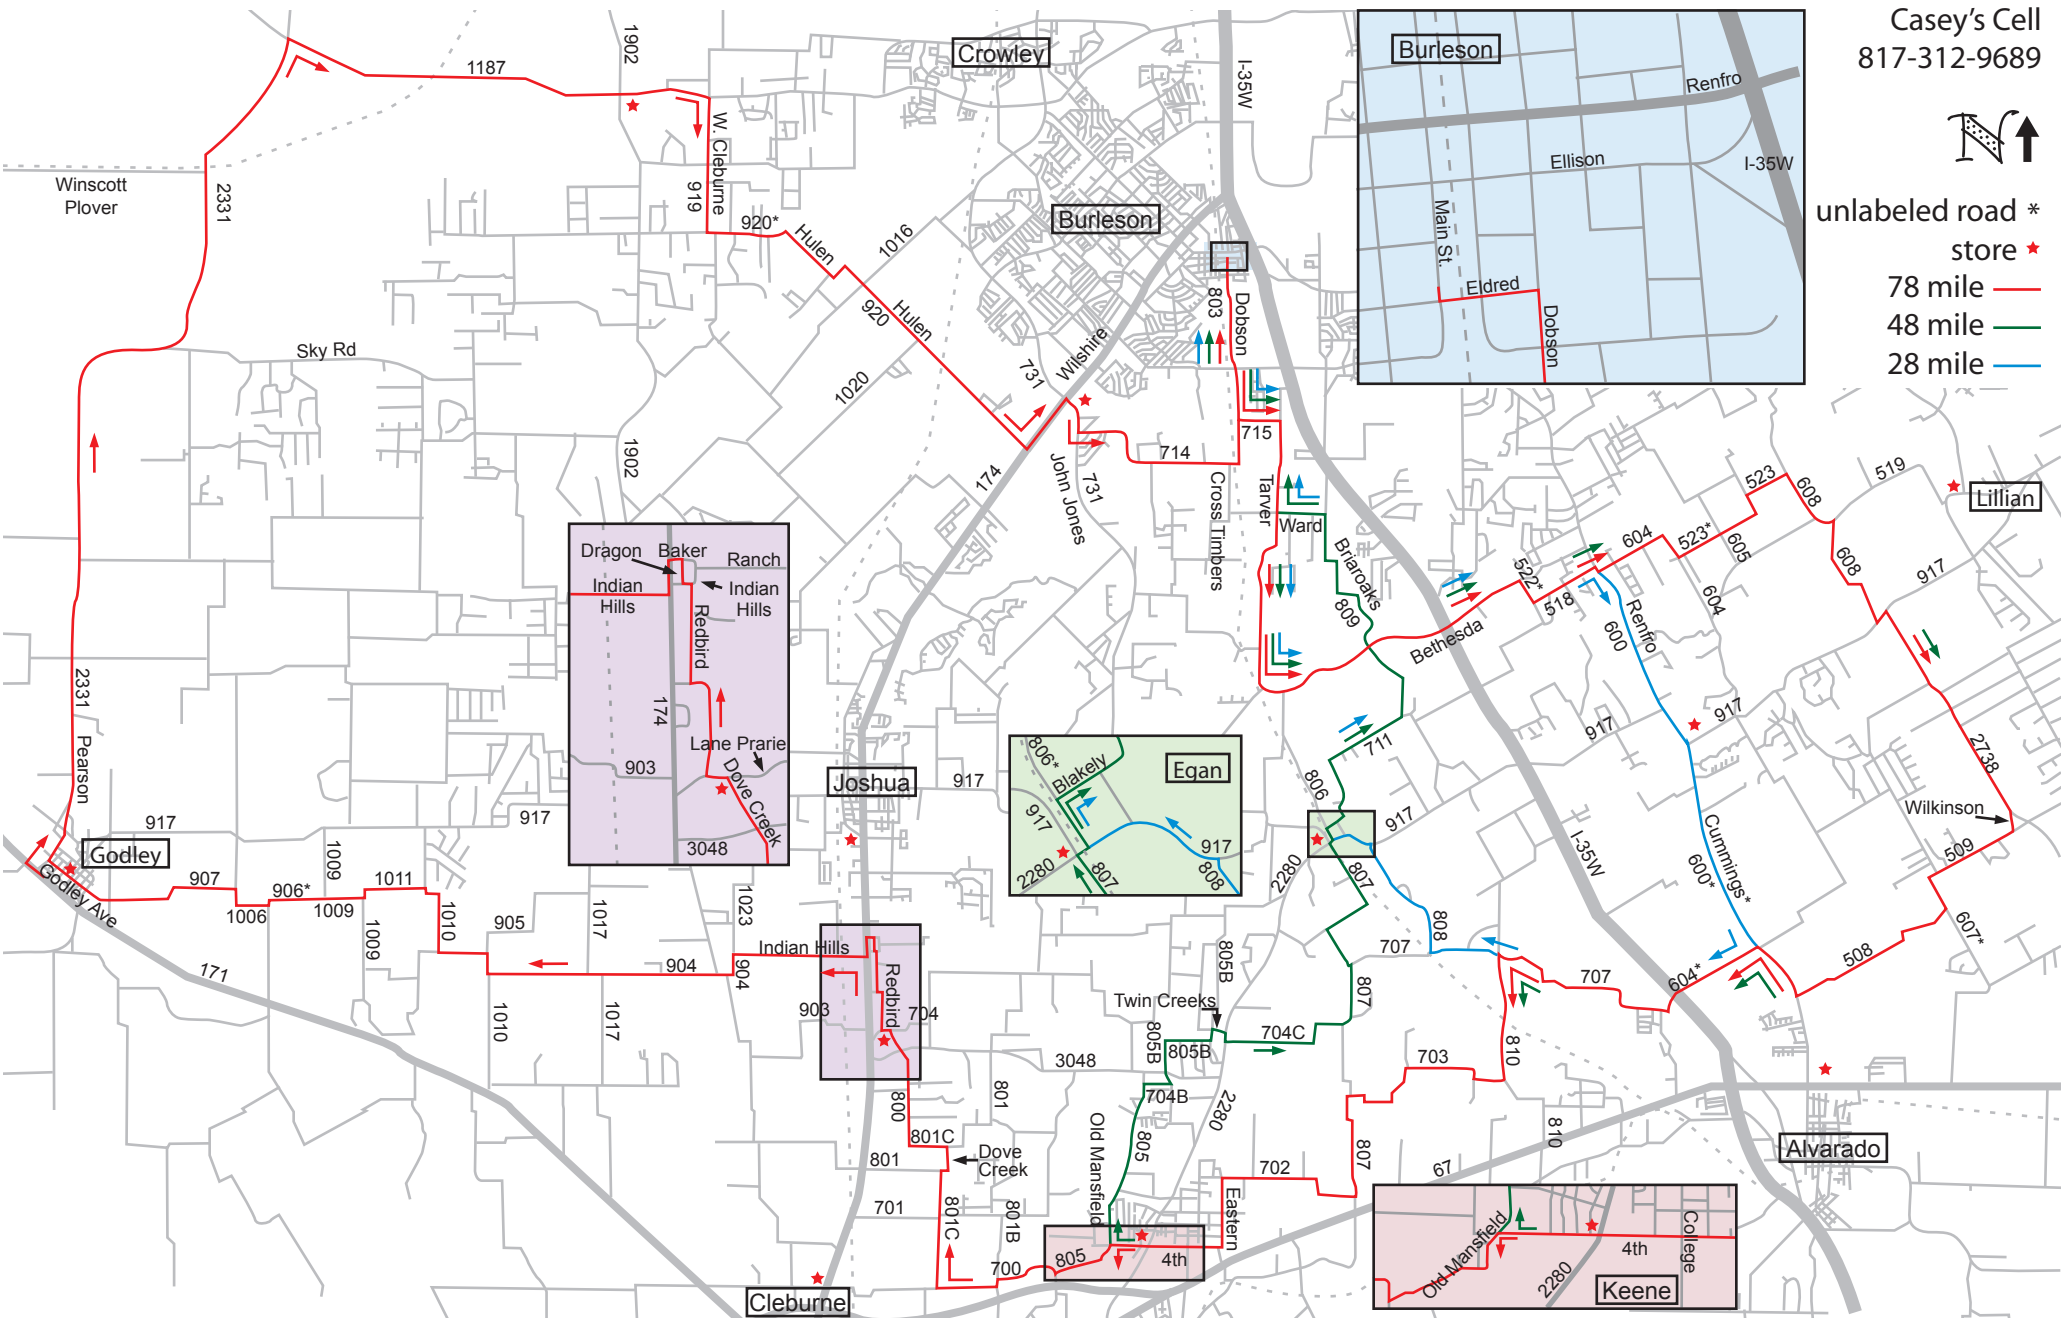 Casey's Cell
817-312-9689
unlabeled road *
store
78 mile
48 mile
28 mile
Burleson
Renfro
Ellison
I-35W
Main St.
Eldred
Dobson
1902
Crowley
I-35W
1187
W. Cleburne
919
Winscott
Plover
2331
920*
Hulen
1016
Burleson
803
Dobson
Hulen
920
Sky Rd
731
Wilshire
1020
1902
174
John Jones
731
714
715
Cross Timbers
Tarver
Ward
Briaroaks
809
Bethesda
522*
518
604
523*
523
605
608
519
Lillian
608
917
604
Renfro
600
917
917
2738
Wilkinson
509
607*
508
Cummings*
600*
604*
707
I-35W
Dragon
Baker
Ranch
Indian
Hills
Indian
Hills
Redbird
174
Lane Prarie
903
Dove Creek
3048
2331
Pearson
917
Godley
Godley Ave
907
1006
906*
1009
1009
1011
1009
1010
905
1017
917
904
1010
1017
171
1023
904
Indian Hills
Joshua
917
Redbird
903
704
806*
Blakely
Egan
917
2280
807
917
808
711
806
917
2280
807
808
707
805B
Twin Creeks
807
704C
805B
805B
3048
704B
2280
805
Old Mansfield
801
800
801C
Dove
Creek
801
701
801C
801B
700
805
4th
Eastern
702
807
703
810
810
67
Alvarado
Old Mansfield
4th
College
2280
Keene
Cleburne